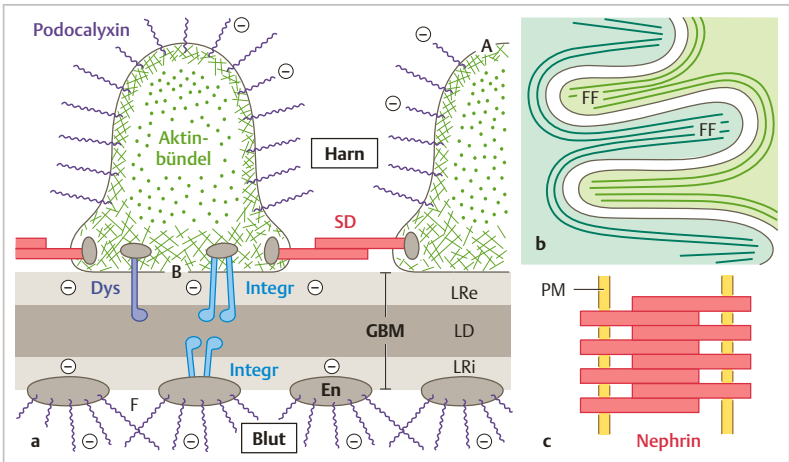 Podocalyxin
−
−
A
−
−
Aktin-
bündel
Harn
SD
B
−
Dys
−
Integr
−
LRe
GBM
LD
−
Integr
−
LRi
F
En
−
−
Blut
−
−
a
FF
FF
b
PM
c
Nephrin